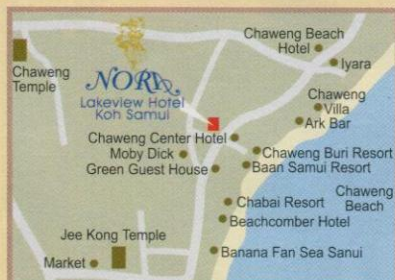 Chaweng Beach
Hotel
Iyara
Chaweng
Temple
NORA
Lakeview Hotel
Koh Samui
Chaweng
Villa
Ark Bar
Chaweng Center Hotel
Moby Dick
Green Guest House
Chaweng Buri Resort
Baan Samui Resort
Chaweng
Beach
Chabai Resort
Beachcomber Hotel
Jee Kong Temple
Banana Fan Sea Sanui
Market